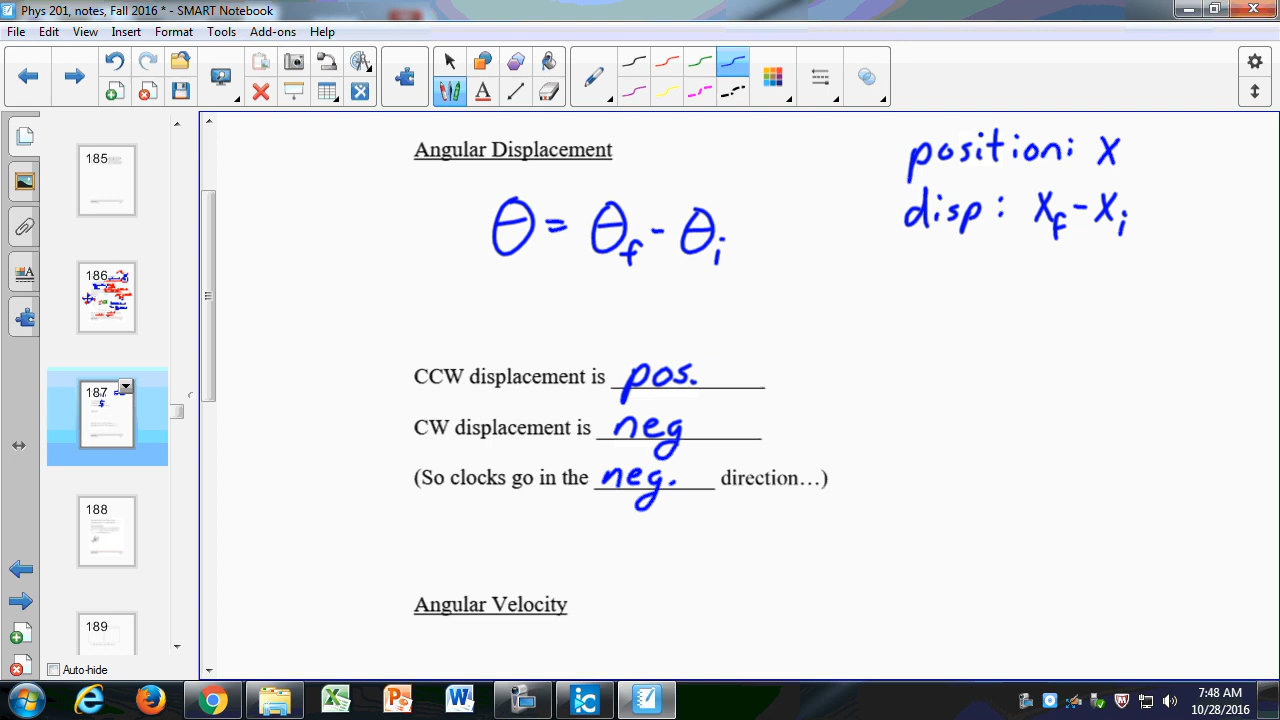 Phys 201, notes, Fall 2016 * - SMART Notebook
File Edit View Insert Format Tools Add-ons Help
185
186
187
188
189
Auto-hide
Angular Displacement
θ = θf - θi
position: x
disp: xf - xi
CCW displacement is pos.
CW displacement is neg
(So clocks go in the neg. direction…)
Angular Velocity
7:48 AM
10/28/2016